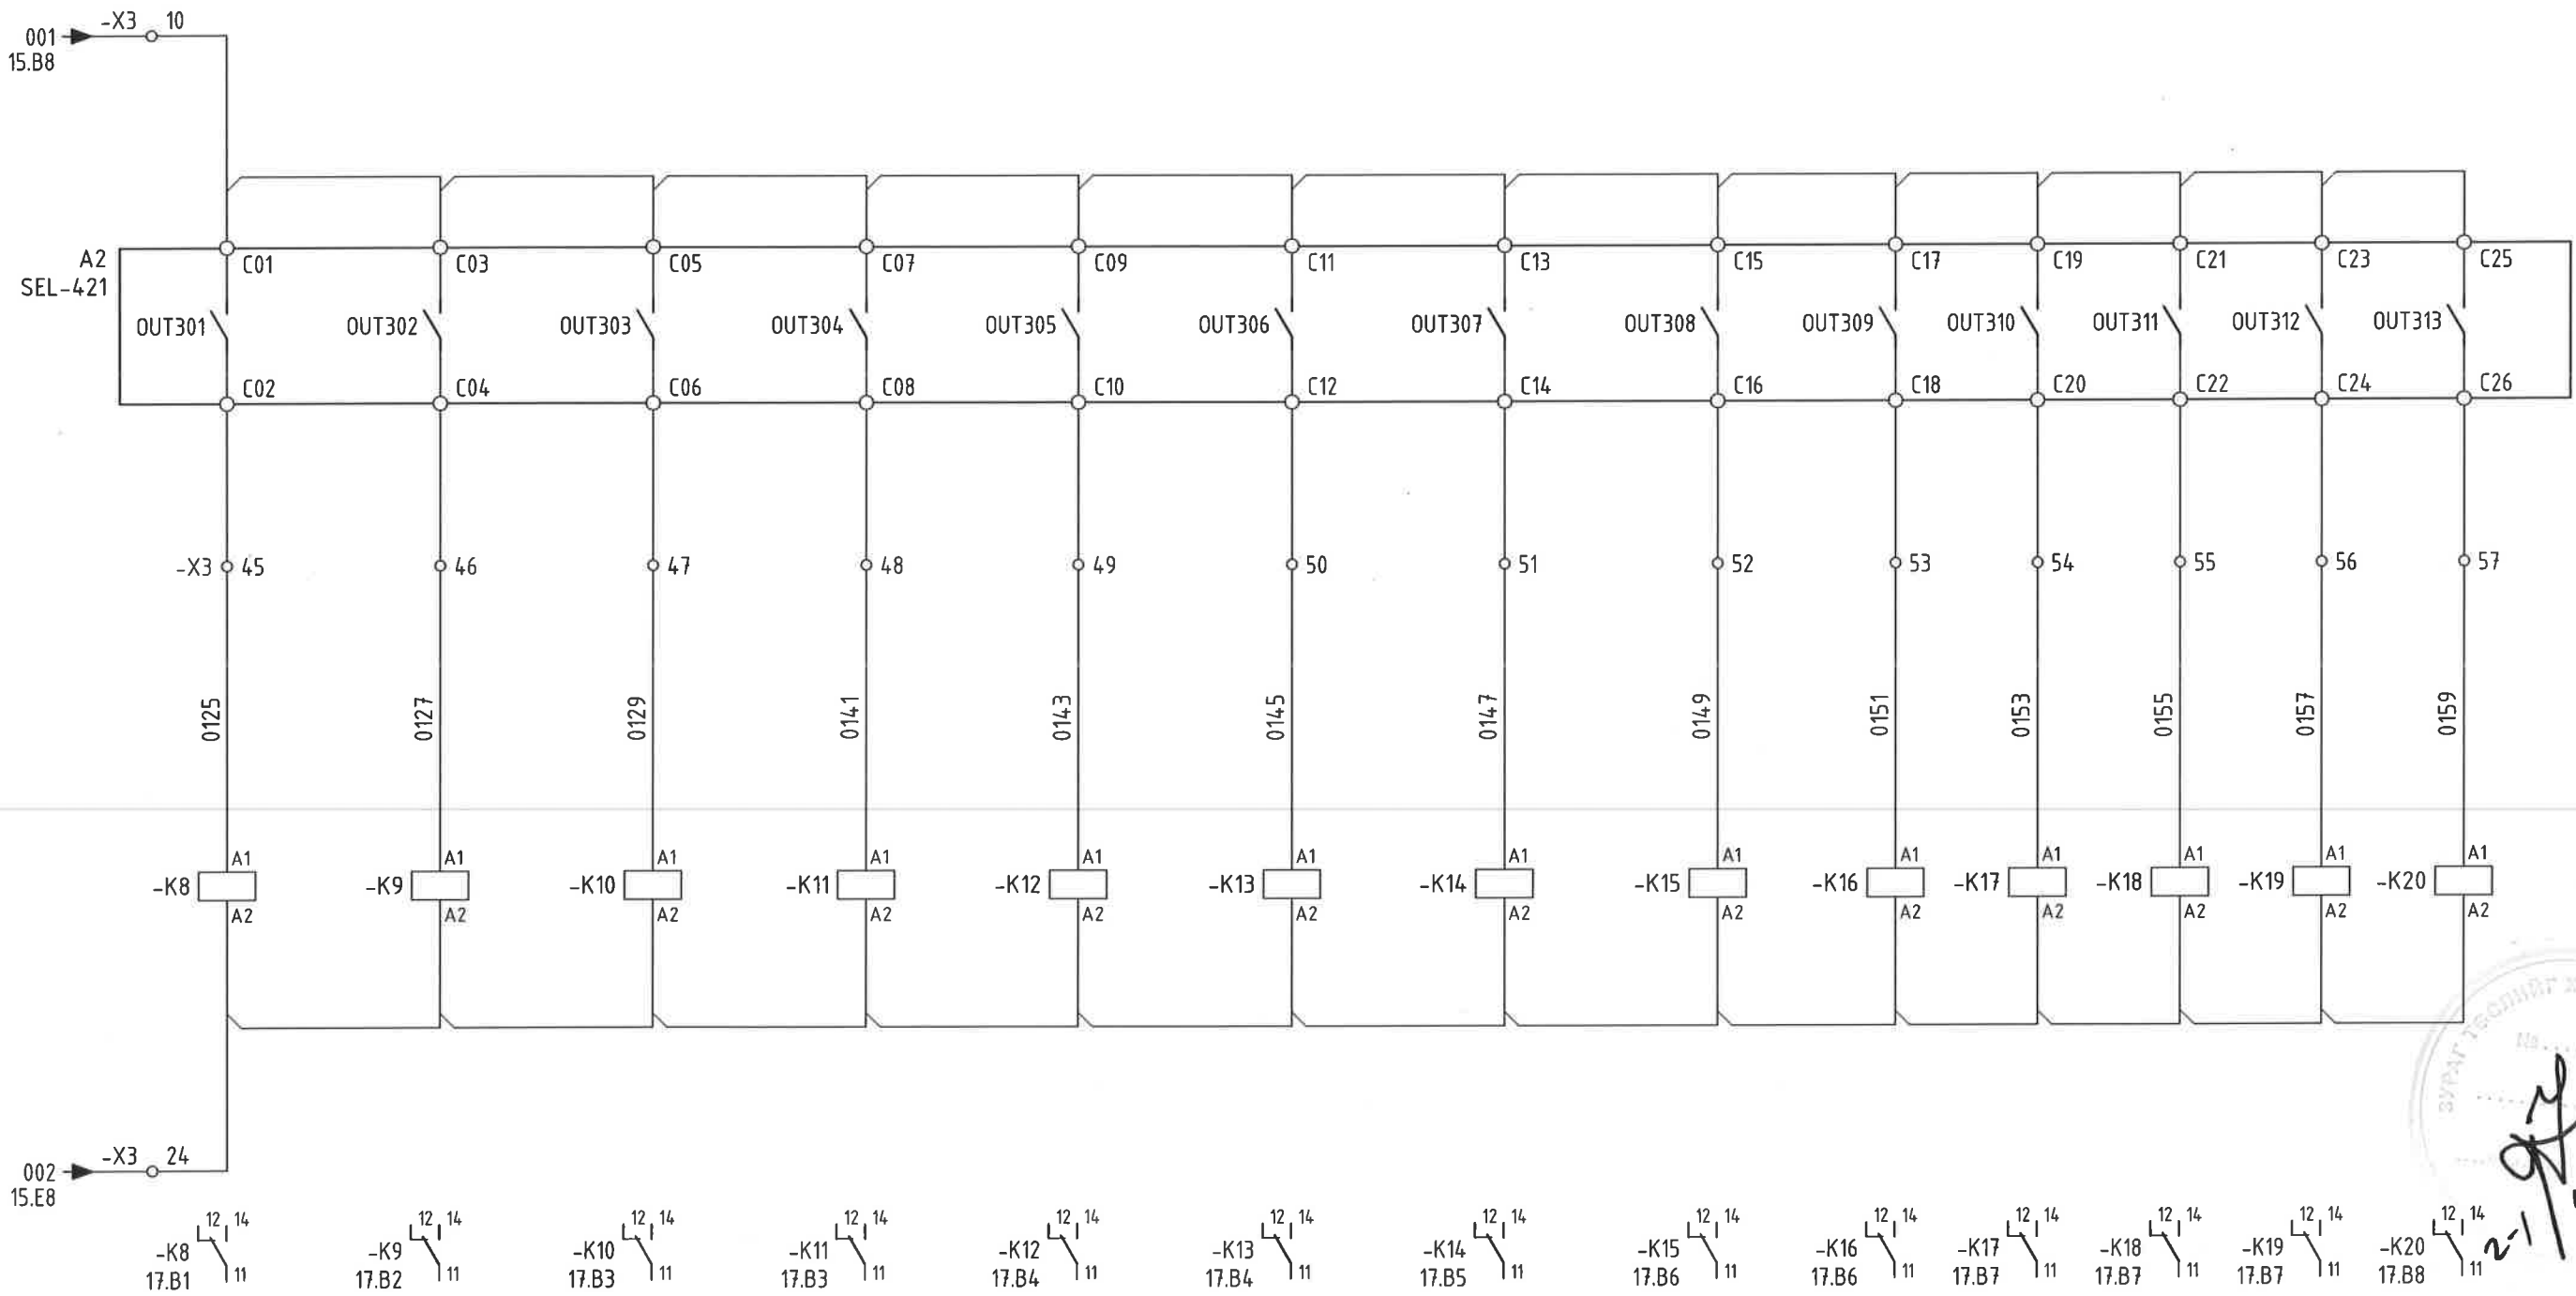 -X3 10
001
15.B8
A2
SEL-421
C01 C03 C05 C07 C09 C11 C13 C15 C17 C19 C21 C23 C25
OUT301 OUT302 OUT303 OUT304 OUT305 OUT306 OUT307 OUT308 OUT309 OUT310 OUT311 OUT312 OUT313
C02 C04 C06 C08 C10 C12 C14 C16 C18 C20 C22 C24 C26
-X3 45 46 47 48 49 50 51 52 53 54 55 56 57
0125 0127 0129 0141 0143 0145 0147 0149 0151 0153 0155 0157 0159
A1 A1 A1 A1 A1 A1 A1 A1 A1 A1 A1 A1 A1
-K8 -K9 -K10 -K11 -K12 -K13 -K14 -K15 -K16 -K17 -K18 -K19 -K20
A2 A2 A2 A2 A2 A2 A2 A2 A2 A2 A2 A2 A2
ЗУРАГ ТӨСЛИЙГ
№
-X3 24
002
15.E8
12 14 12 14 12 14 12 14 12 14 12 14 12 14 12 14 12 14 12 14 12 14 12 14 12 14
-K8 -K9 -K10 -K11 -K12 -K13 -K14 -K15 -K16 -K17 -K18 -K19 -K20
11 11 11 11 11 11 11 11 11 11 11 11 11
17.B1 17.B2 17.B3 17.B3 17.B4 17.B4 17.B5 17.B6 17.B6 17.B7 17.B7 17.B7 17.B8